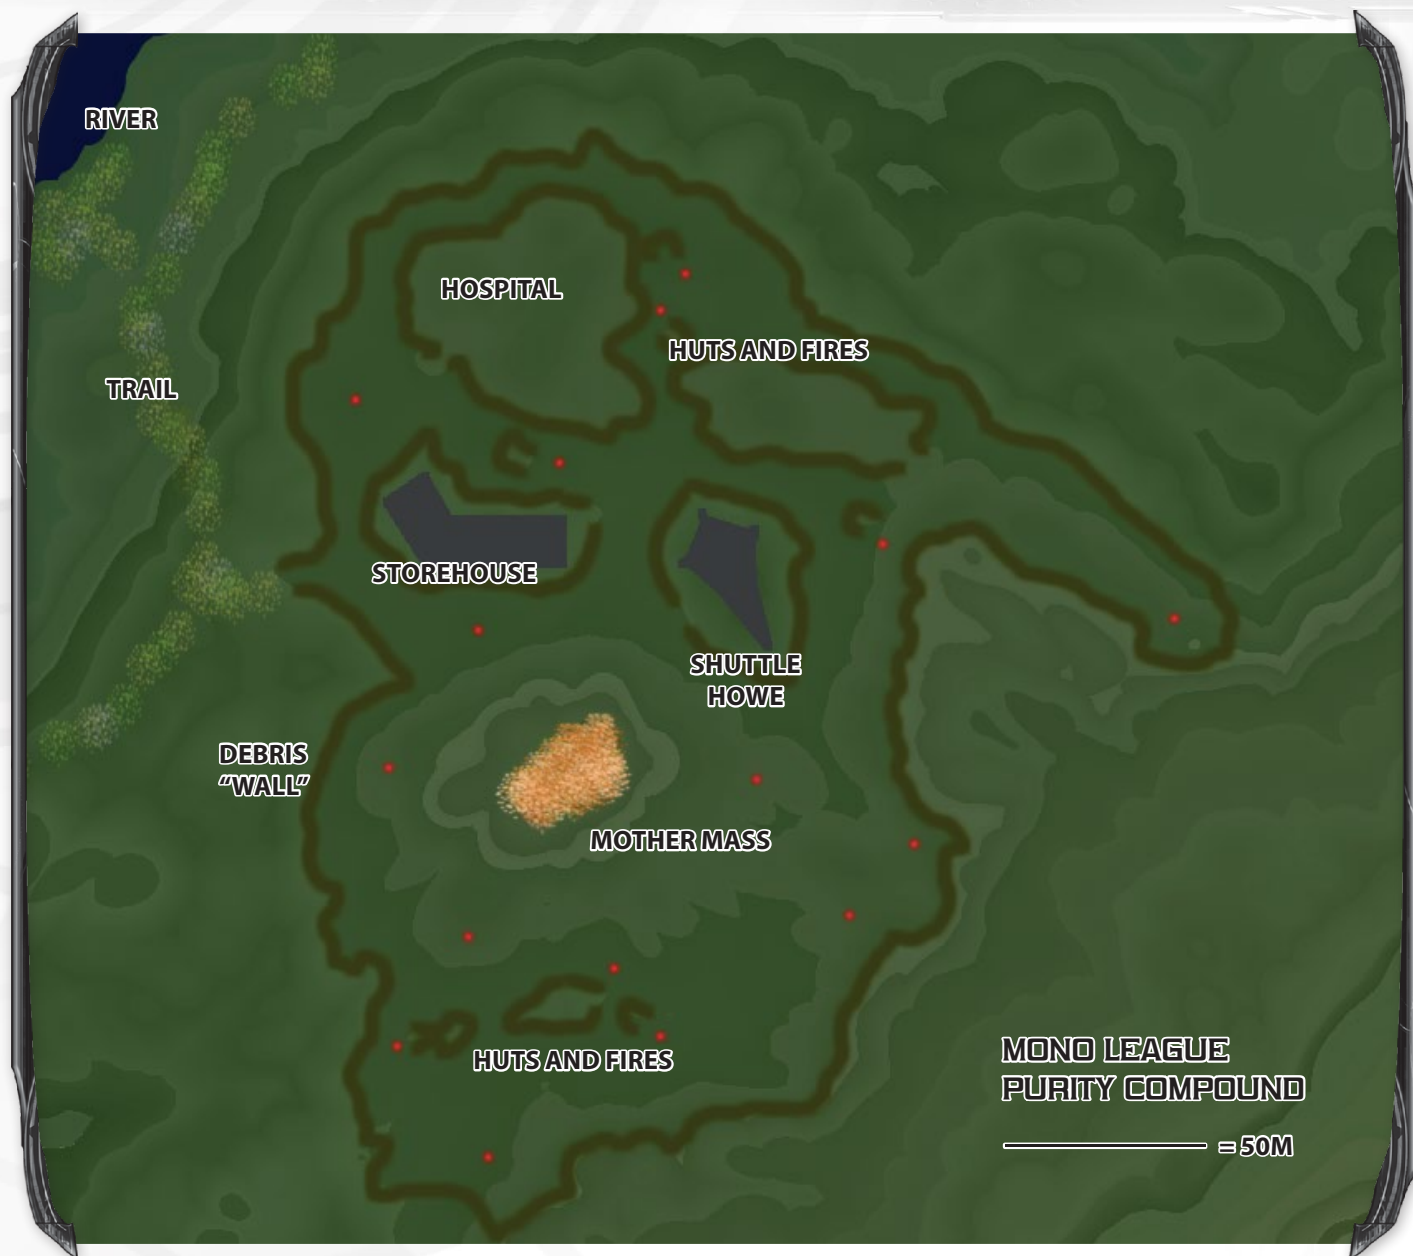 RIVER
HOSPITAL
HUTS AND FIRES
TRAIL
STOREHOUSE
SHUTTLE
HOWE
DEBRIS
“WALL”
MOTHER MASS
HUTS AND FIRES
MONO LEAGUE
PURITY COMPOUND
= 50M